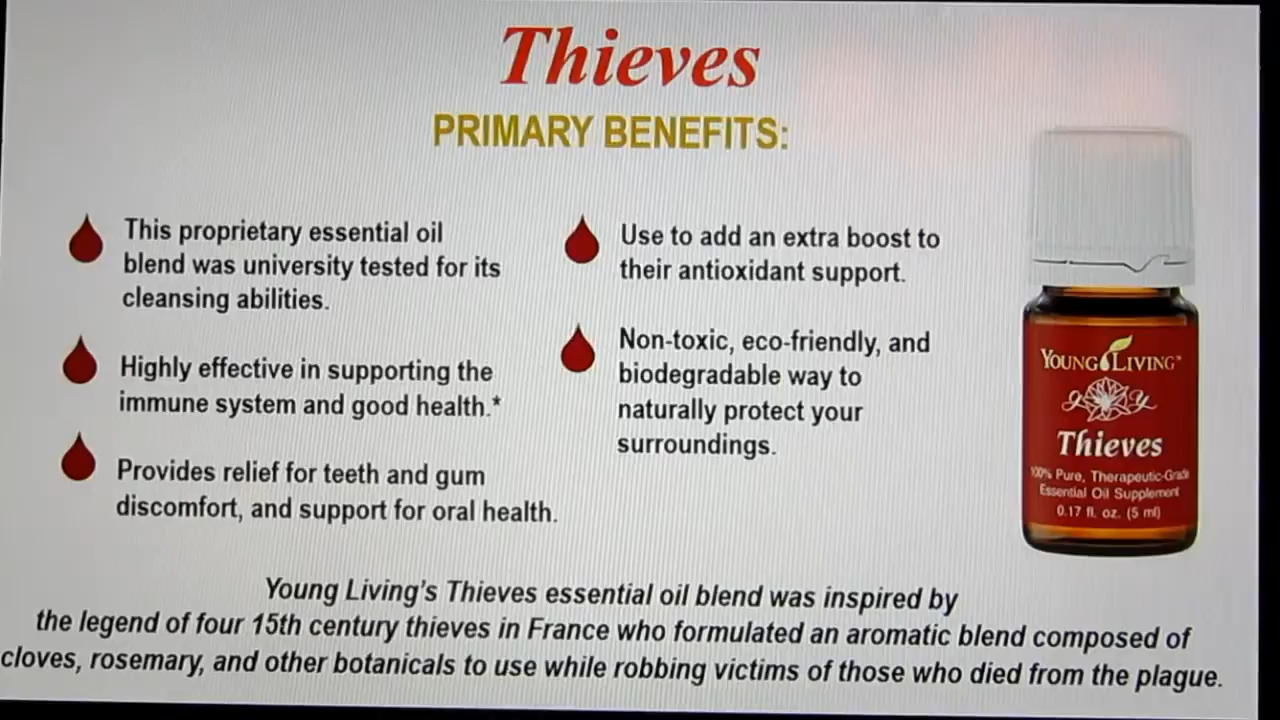 Thieves
PRIMARY BENEFITS:
This proprietary essential oil
blend was university tested for its
cleansing abilities.
Highly effective in supporting the
immune system and good health.*
Provides relief for teeth and gum
discomfort, and support for oral health.
Use to add an extra boost to
their antioxidant support.
Non-toxic, eco-friendly, and
biodegradable way to
naturally protect your
surroundings.
YOUNG LIVING™
Thieves
100% Pure, Therapeutic-Grade
Essential Oil Supplement
0.17 fl. oz. (5 ml)
Young Living's Thieves essential oil blend was inspired by
the legend of four 15th century thieves in France who formulated an aromatic blend composed of
cloves, rosemary, and other botanicals to use while robbing victims of those who died from the plague.